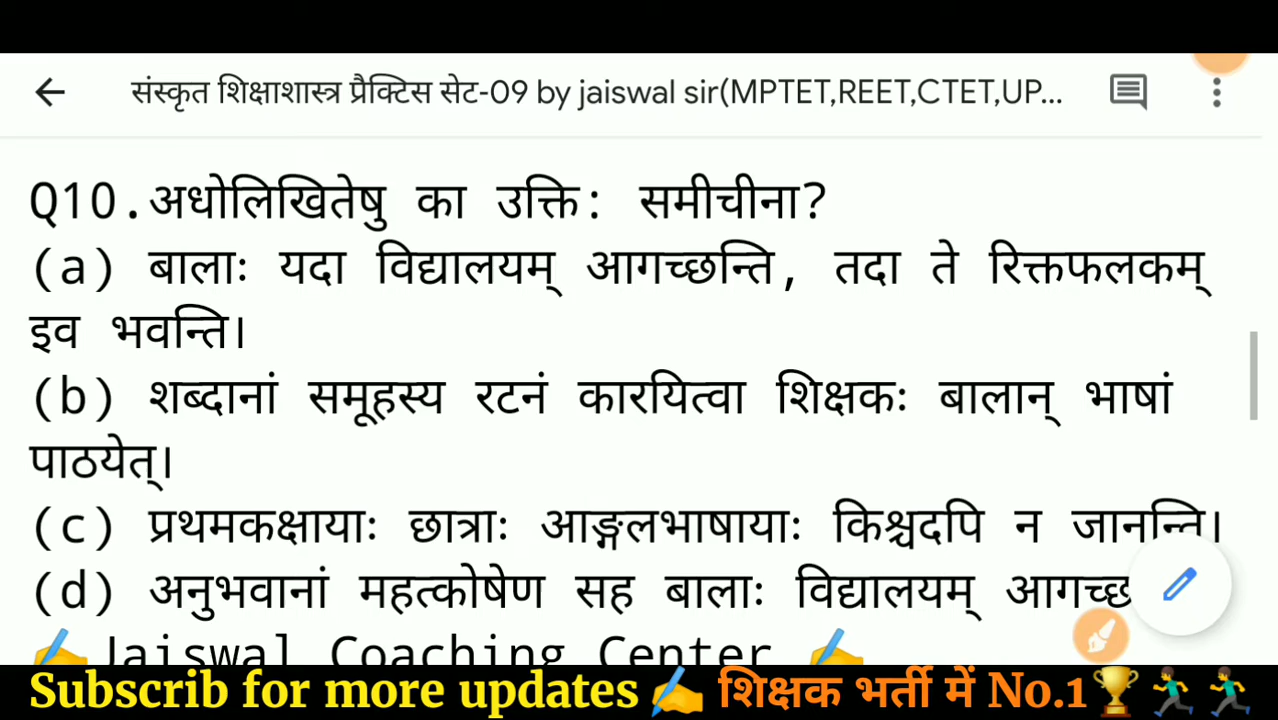 संस्कृत शिक्षाशास्त्र प्रैक्टिस सेट-09 by jaiswal sir(MPTET,REET,CTET,UP...
Q10.अधोलिखितेषु का उक्ति: समीचीना?
(a) बालाः यदा विद्यालयम् आगच्छन्ति, तदा ते रिक्तफलकम्
इव भवन्ति।
(b) शब्दानां समूहस्य रटनं कारयित्वा शिक्षकः बालान् भाषां
पाठयेत्।
(c) प्रथमकक्षायाः छात्राः आङ्गलभाषायाः किश्चदपि न जानन्ति।
(d) अनुभवानां महत्कोषेण सह बालाः विद्यालयम् आगच्छ
✍Jaiswal Coaching Center ✍
Subscrib for more updates✍ शिक्षक भर्ती में No.1🏆🏃🏃